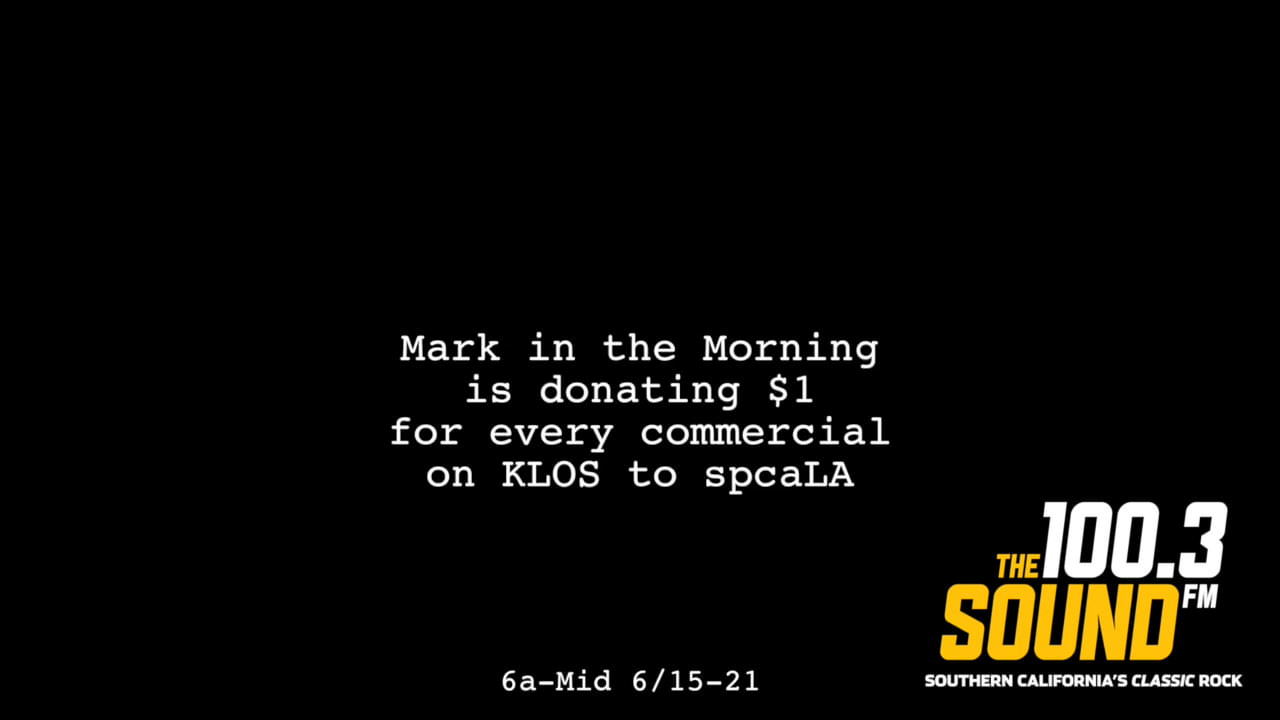 Mark in the Morning
is donating $1
for every commercial
on KLOS to spcaLA
THE 100.3
SOUND FM
SOUTHERN CALIFORNIA'S CLASSIC ROCK
6a-Mid 6/15-21